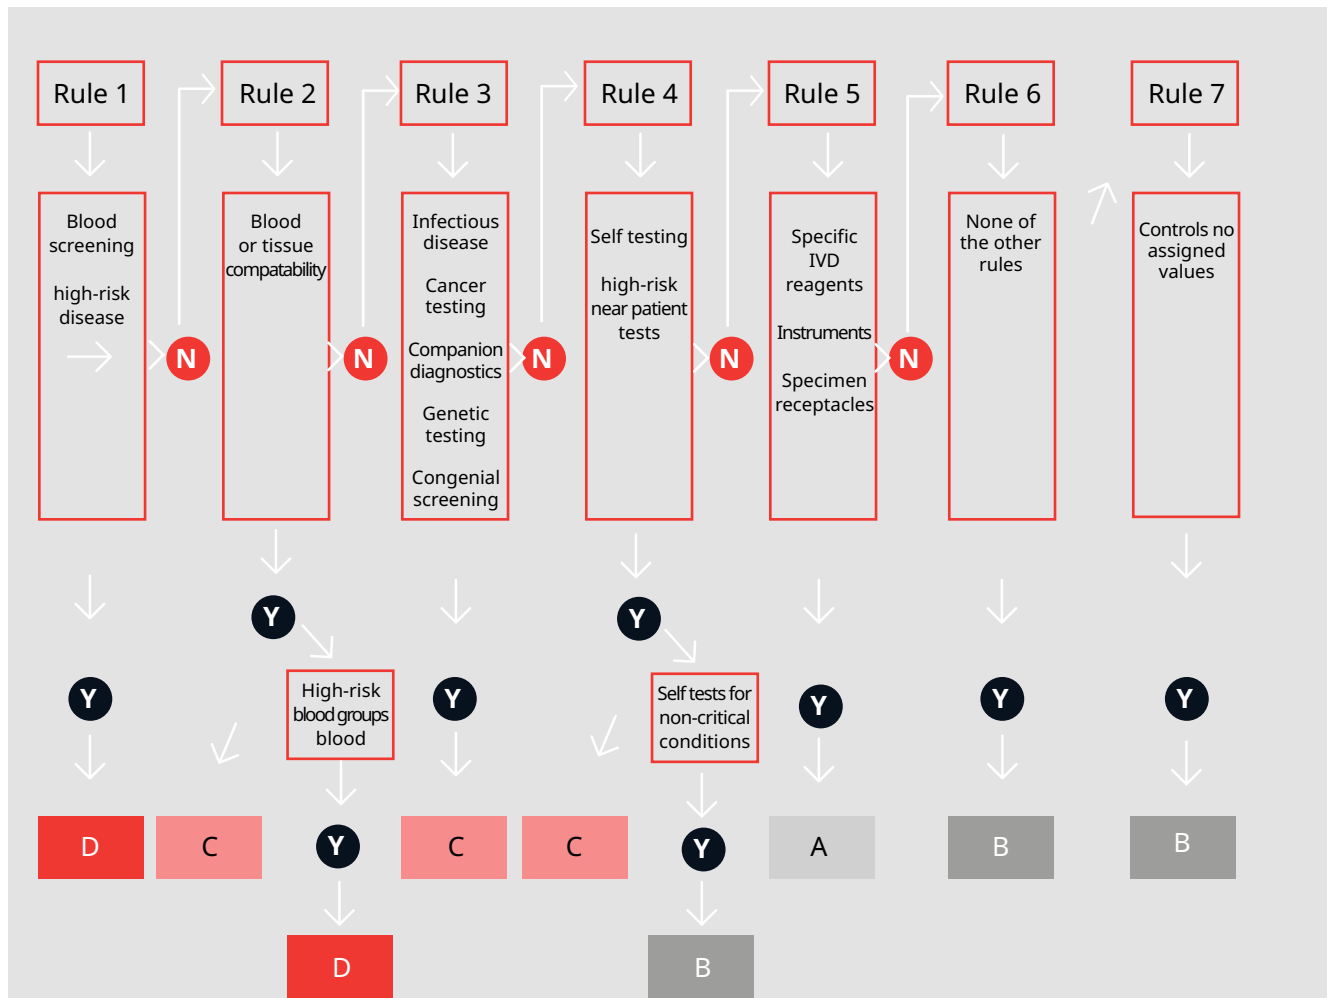 Rule 1
Rule 2
Rule 3
Rule 4
Rule 5
Rule 6
Rule 7
Blood
screening
high-risk
disease
N
Blood
or tissue
compatability
N
Infectious
disease
Cancer
testing
Companion
diagnostics
Genetic
testing
Congenial
screening
N
Self testing
high-risk
near patient
tests
N
Specific
IVD
reagents
Instruments
Specimen
receptacles
N
None of
the other
rules
Controls no
assigned
values
Y
Y
Y
High-risk
blood groups
blood
Y
Self tests for
non-critical
conditions
Y
Y
Y
D
C
Y
C
C
Y
A
B
B
D
B